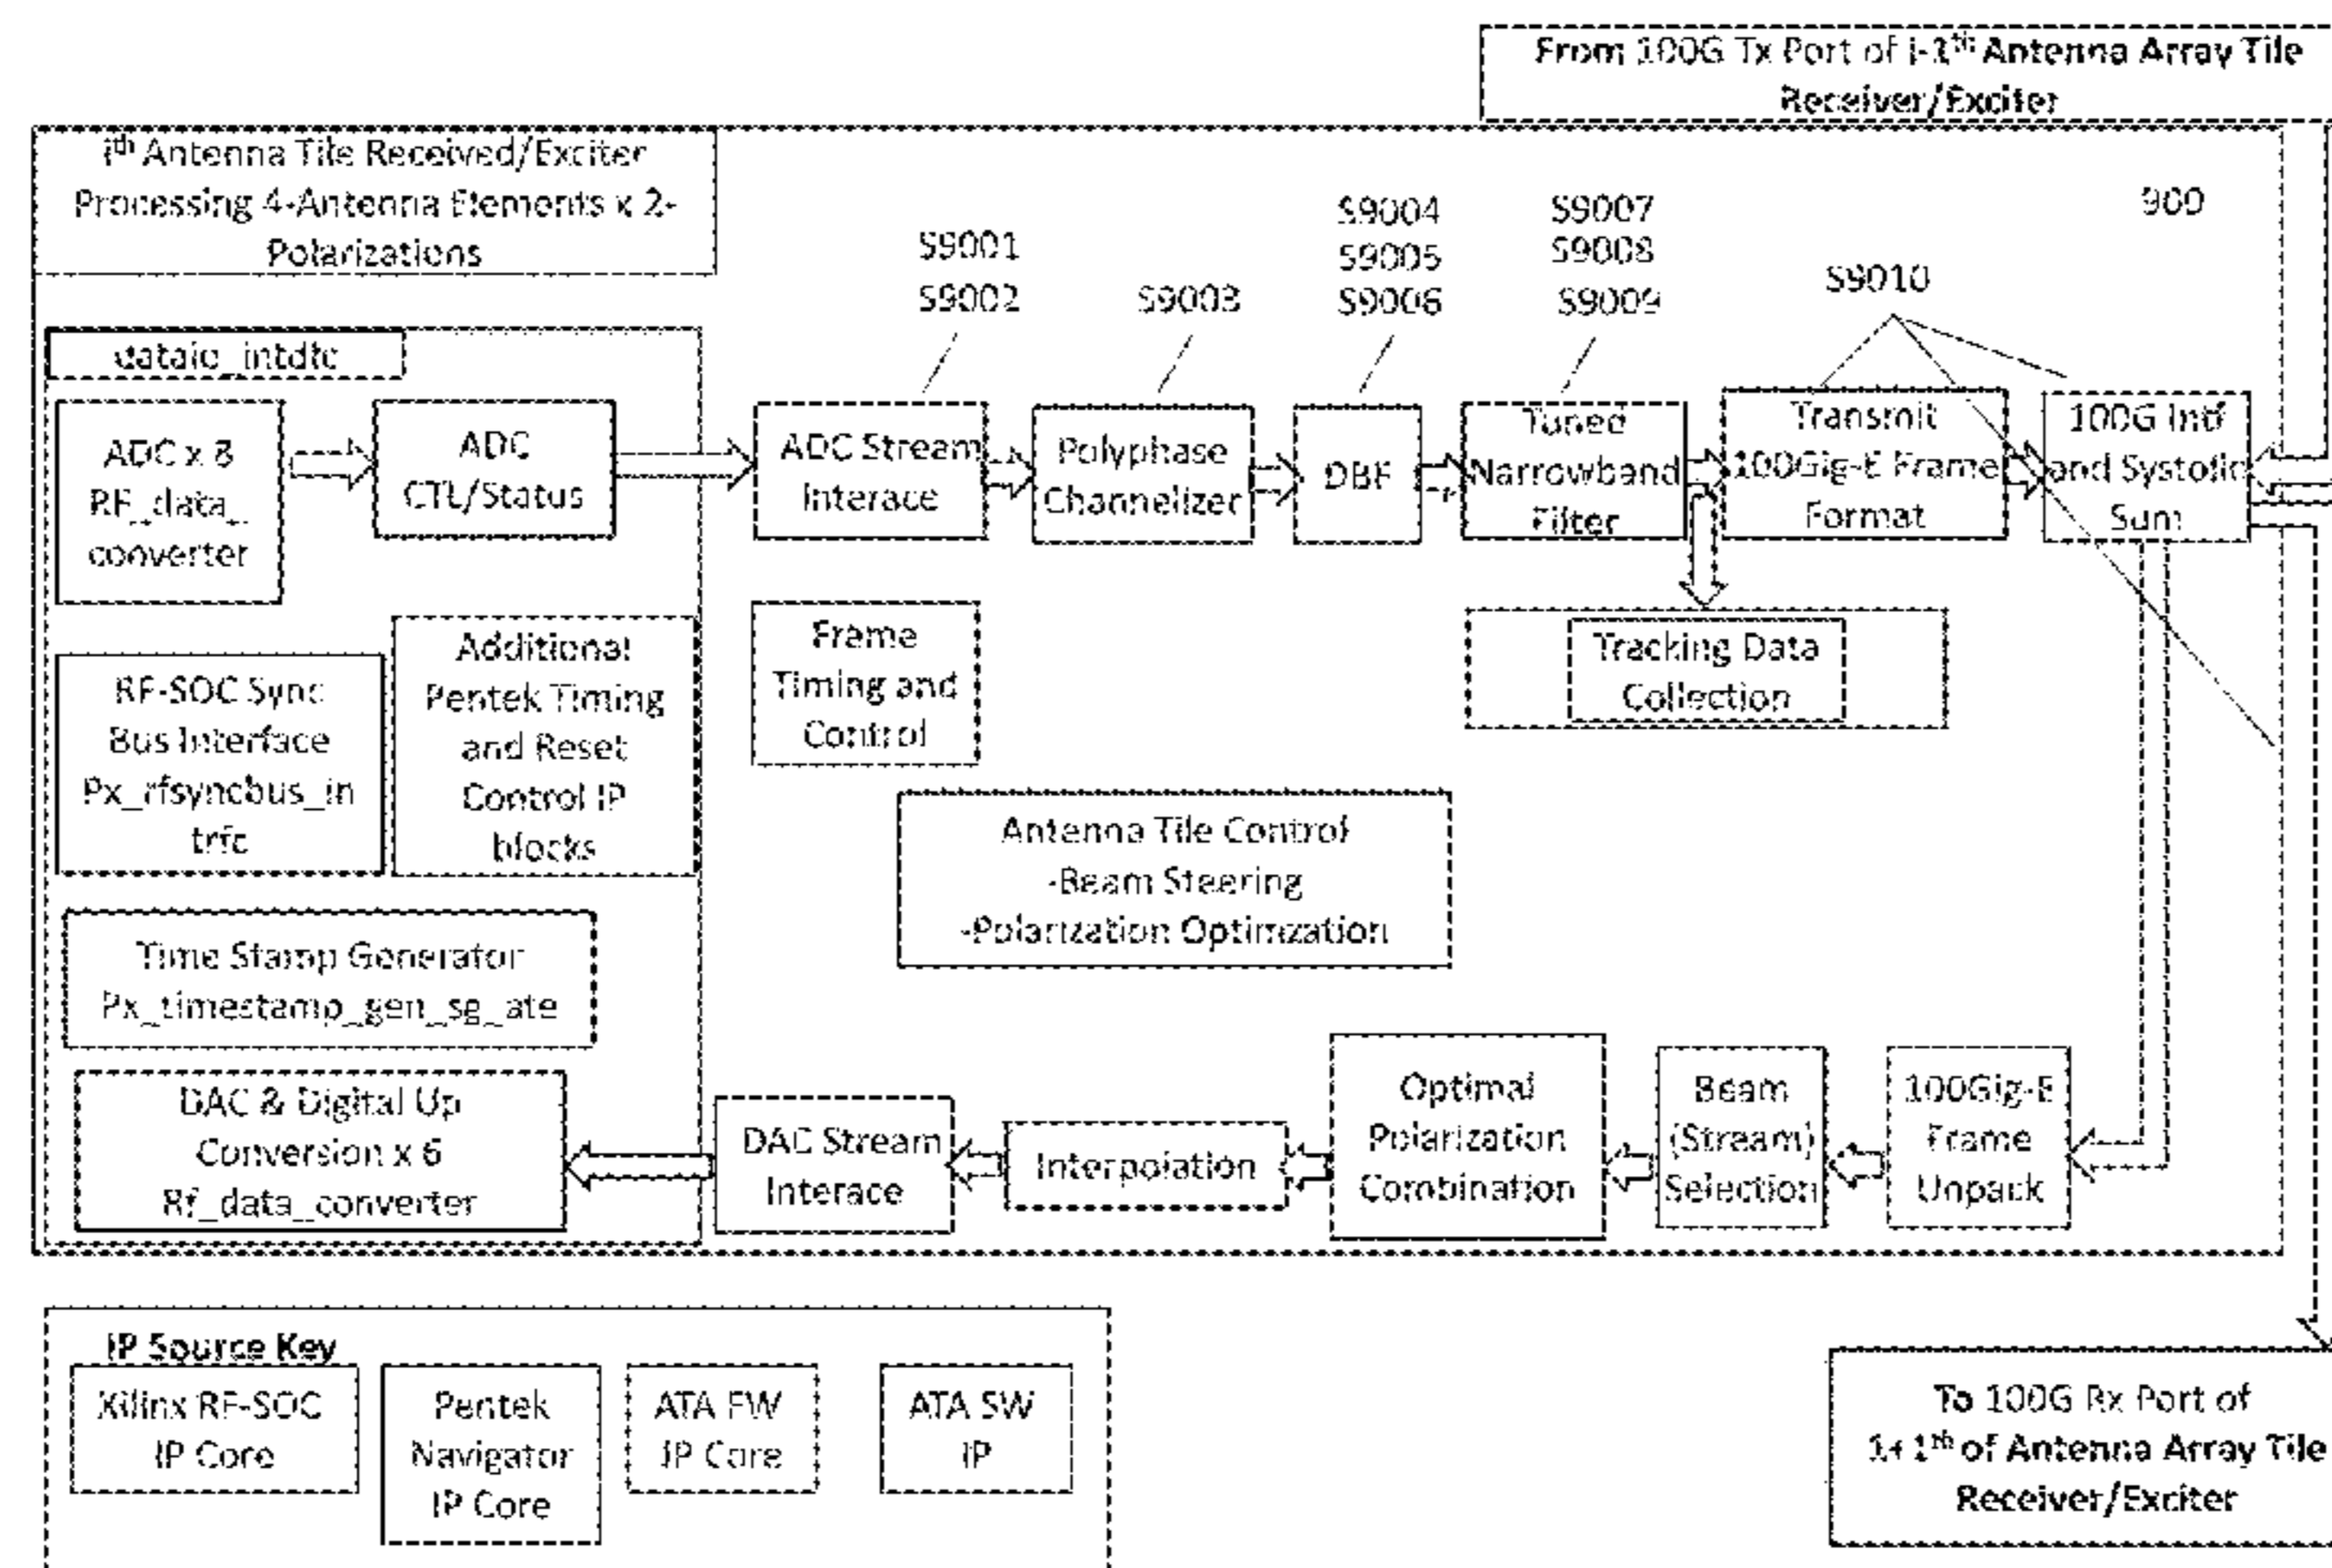 From 100G Tx Port of i-1th Antenna Array Tile
Receiver/Exciter
ith Antenna Tile Received/Exciter
Processing 4-Antenna Elements x 2-
Polarizations
900
S9001
S9002
S9003
S9004
S9005
S9006
S9007
S9008
S9009
S9010
dataio_intdtc
ADC x 8
RF_data_
converter
ADC
CTL/Status
ADC Stream
Interace
Polyphase
Channelizer
DBF
Tuned
Narrowband
Filter
Transmit
100Gig-E Frame
Format
100G Intf
and Systolic
Sum
RF-SOC Sync
Bus Interface
Px_rfsyncbus_in
trfc
Additional
Pentek Timing
and Reset
Control IP
blocks
Frame
Timing and
Control
Tracking Data
Collection
Antenna Tile Control
-Beam Steering
-Polarization Optimization
Time Stamp Generator
Px_timestamp_gen_sg_ate
DAC & Digital Up
Conversion x 6
Rf_data_converter
DAC Stream
Interace
Interpolation
Optimal
Polarization
Combination
Beam
(Stream)
Selection
100Gig-E
Frame
Unpack
IP Source Key
Xilinx RF-SOC
IP Core
Pentek
Navigator
IP Core
ATA FW
IP Core
ATA SW
IP
To 100G Rx Port of
1+1th of Antenna Array Tile
Receiver/Exciter